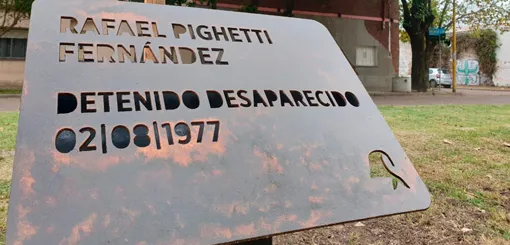 RAFAEL PIGHETTI
FERNÁNDEZ
DETENIDO DESAPARECIDO
02|08|1977